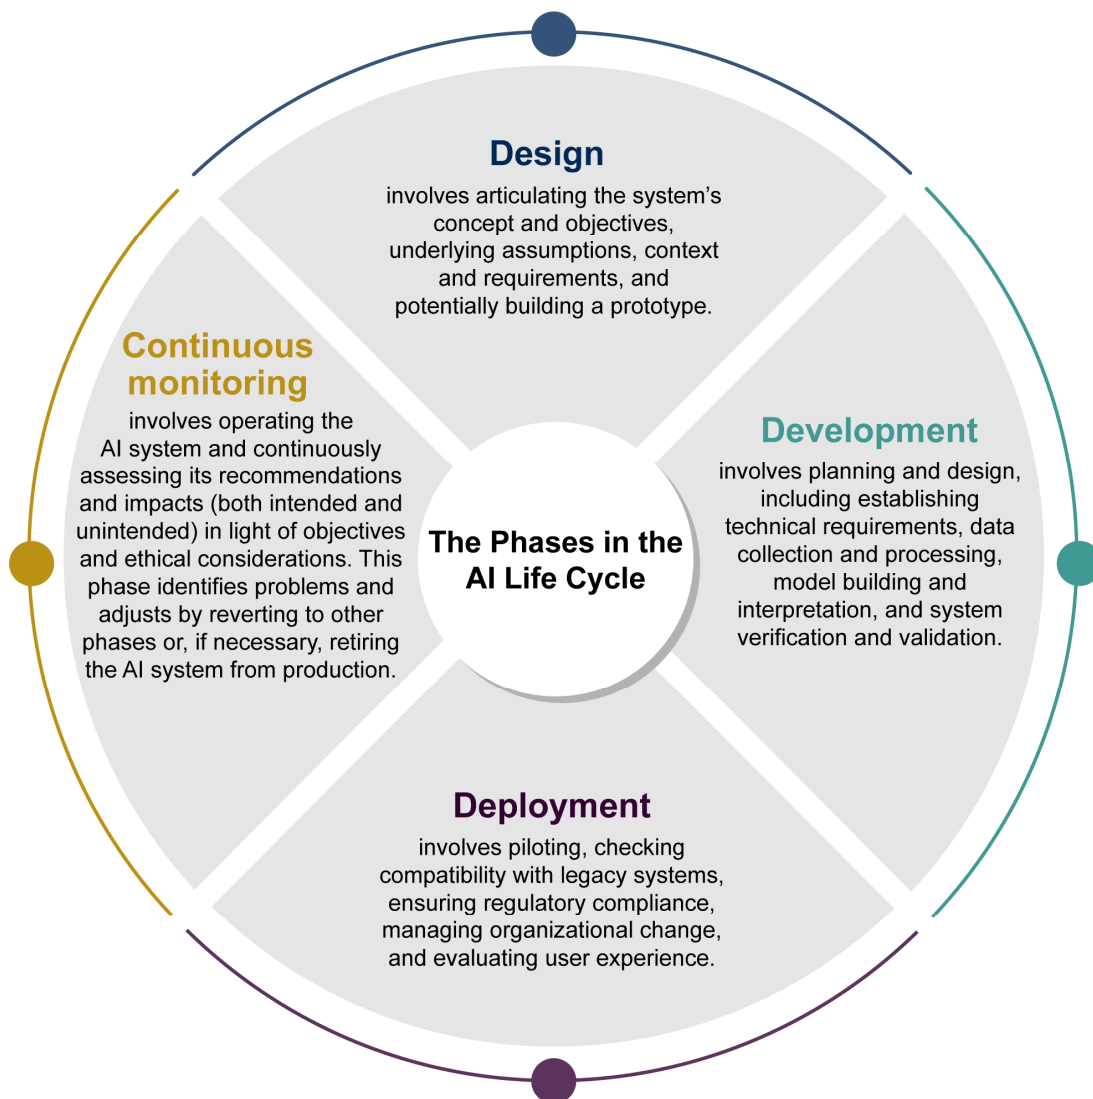 Design
involves articulating the system's
concept and objectives,
underlying assumptions, context
and requirements, and
potentially building a prototype.
Development
involves planning and design,
including establishing
technical requirements, data
collection and processing,
model building and
interpretation, and system
verification and validation.
Deployment
involves piloting, checking
compatibility with legacy systems,
ensuring regulatory compliance,
managing organizational change,
and evaluating user experience.
Continuous
monitoring
involves operating the
AI system and continuously
assessing its recommendations
and impacts (both intended and
unintended) in light of objectives
and ethical considerations. This
phase identifies problems and
adjusts by reverting to other
phases or, if necessary, retiring
the AI system from production.
The Phases in the
AI Life Cycle